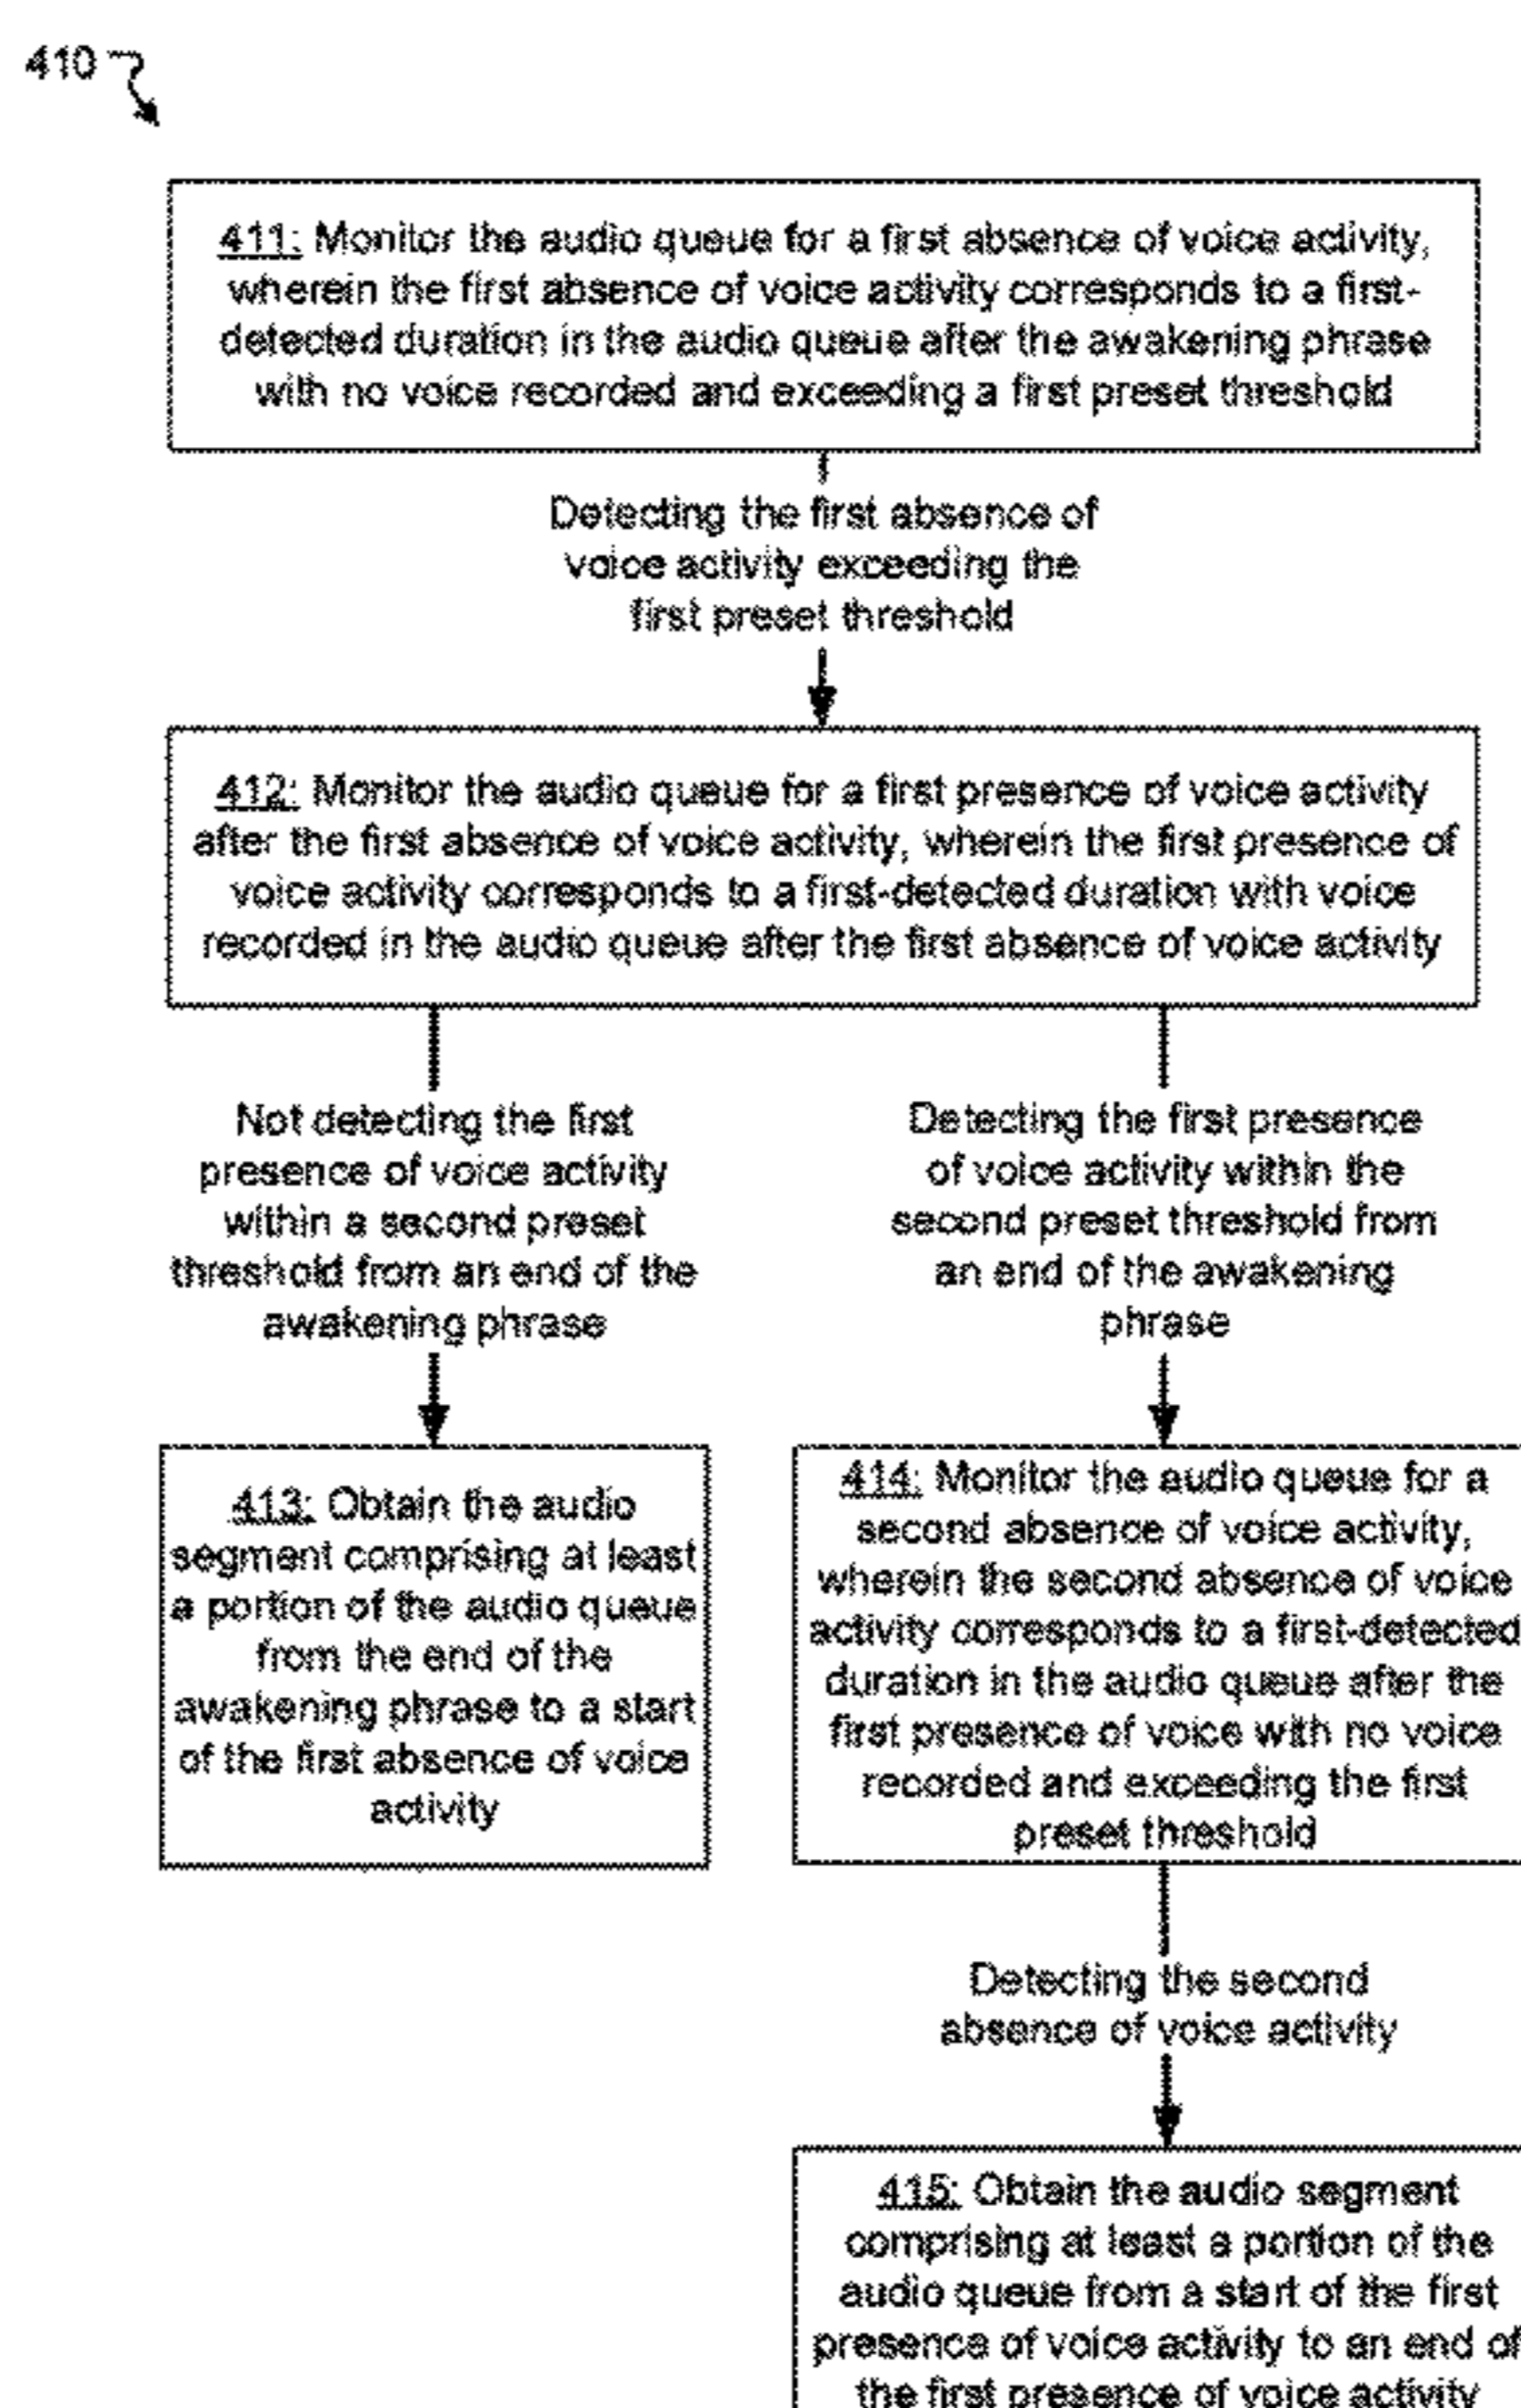 410
411: Monitor the audio queue for a first absence of voice activity,
wherein the first absence of voice activity corresponds to a first-
detected duration in the audio queue after the awakening phrase
with no voice recorded and exceeding a first preset threshold
Detecting the first absence of
voice activity exceeding the
first preset threshold
412: Monitor the audio queue for a first presence of voice activity
after the first absence of voice activity, wherein the first presence of
voice activity corresponds to a first-detected duration with voice
recorded in the audio queue after the first absence of voice activity
Not detecting the first
presence of voice activity
within a second preset
threshold from an end of the
awakening phrase
Detecting the first presence
of voice activity within the
second preset threshold from
an end of the awakening
phrase
413: Obtain the audio
segment comprising at least
a portion of the audio queue
from the end of the
awakening phrase to a start
of the first absence of voice
activity
414: Monitor the audio queue for a
second absence of voice activity,
wherein the second absence of voice
activity corresponds to a first-detected
duration in the audio queue after the
first presence of voice with no voice
recorded and exceeding the first
preset threshold
Detecting the second
absence of voice activity
415: Obtain the audio segment
comprising at least a portion of the
audio queue from a start of the first
presence of voice activity to an end of
the first presence of voice activity